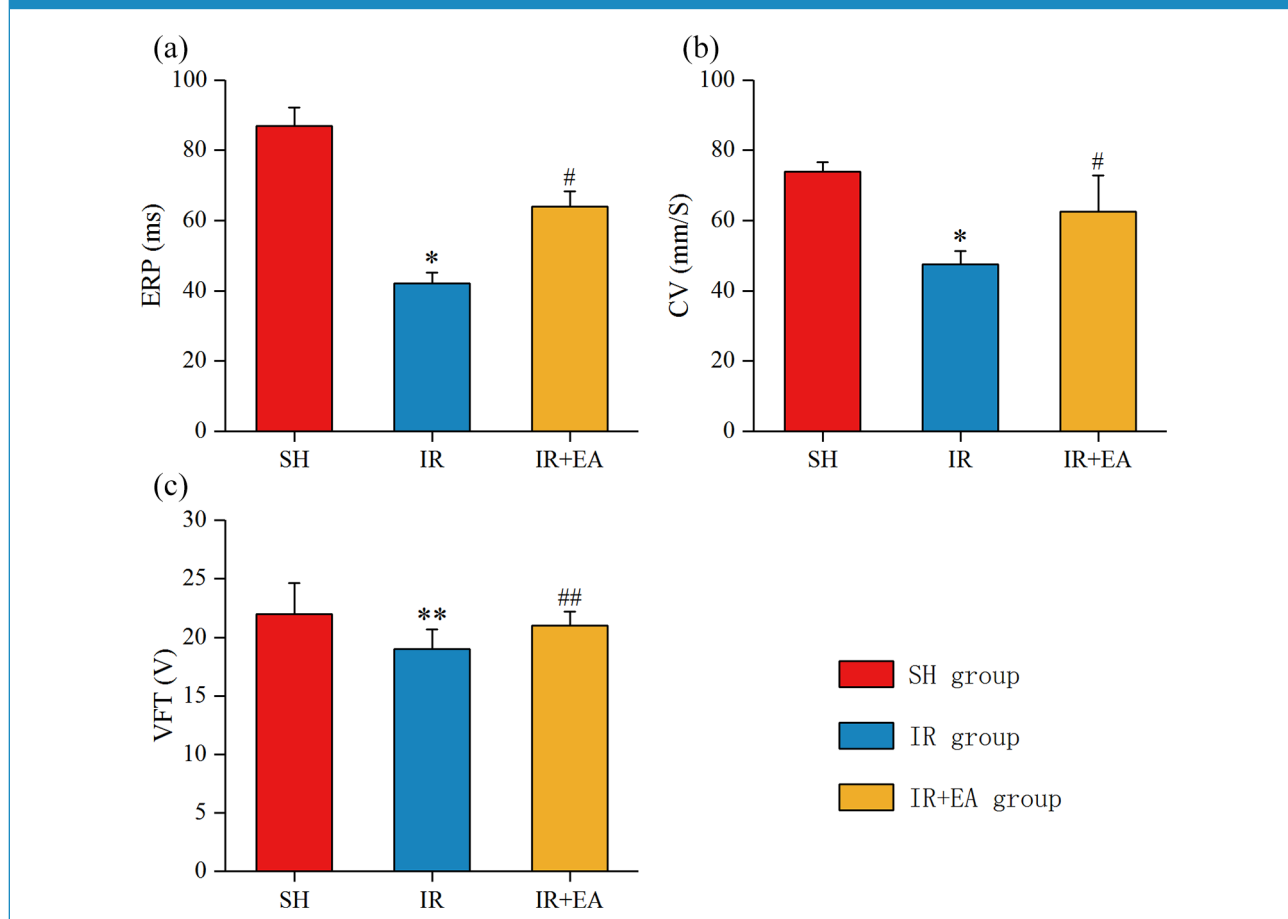 (a)
100
80
60
40
20
0
ERP (ms)
*
#
SH IR IR+EA
(b)
100
80
60
40
20
0
CV (mm/S)
*
#
SH IR IR+EA
(c)
30
25
20
15
10
5
0
VFT (V)
**
##
SH IR IR+EA
SH group
IR group
IR+EA group